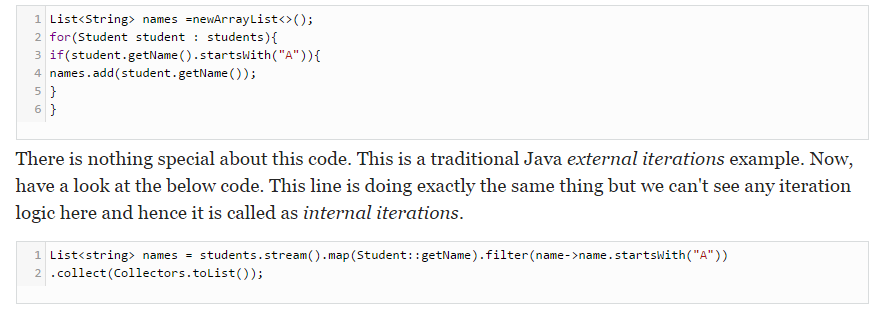 1 List<String> names =newArrayList<>();
2 for(Student student : students){
3 if(student.getName().startsWith("A")){
4 names.add(student.getName());
5 }
6 }
There is nothing special about this code. This is a traditional Java external iterations example. Now,
have a look at the below code. This line is doing exactly the same thing but we can't see any iteration
logic here and hence it is called as internal iterations.
1 List<string> names = students.stream().map(Student::getName).filter(name->name.startsWith("A"))
2 .collect(Collectors.toList());